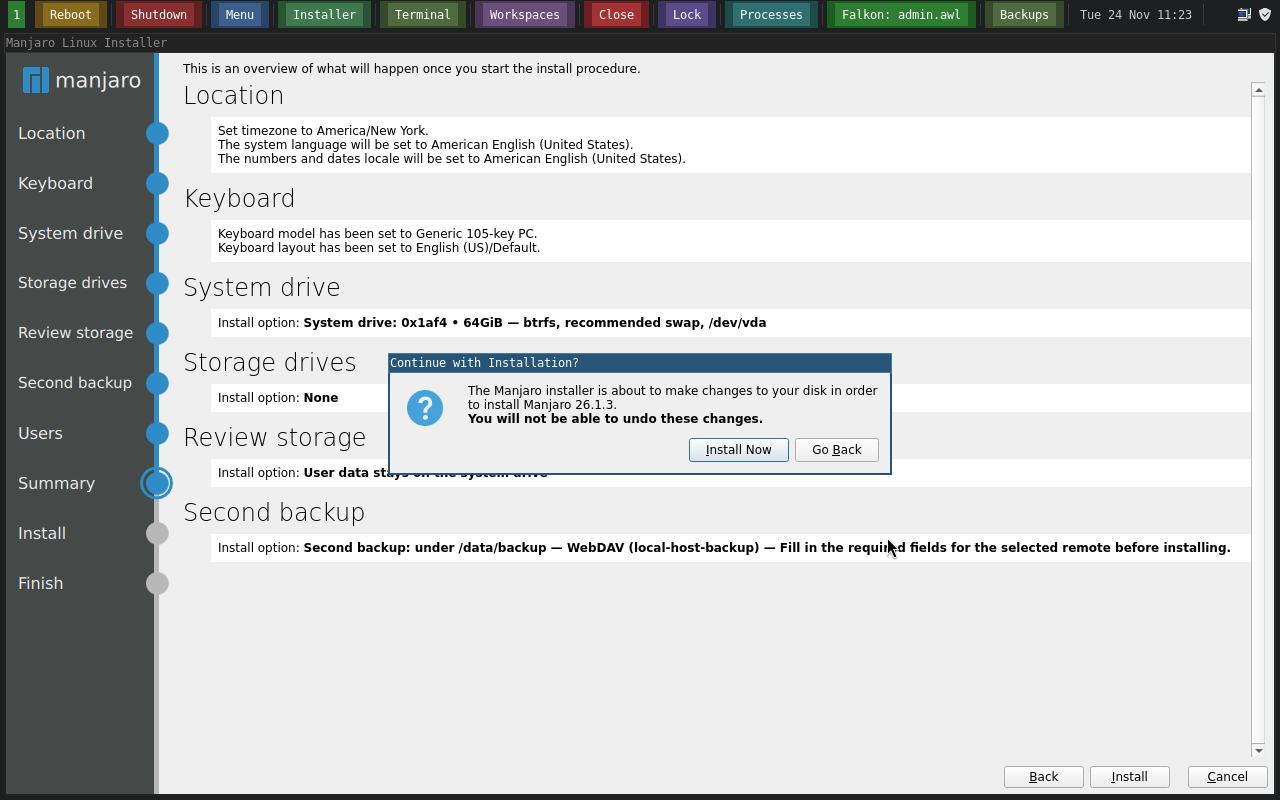 1 Reboot Shutdown Menu Installer Terminal Workspaces Close Lock Processes Falkon: admin.awl Backups Tue 24 Nov 11:23
Manjaro Linux Installer
manjaro
Location
Keyboard
System drive
Storage drives
Review storage
Second backup
Users
Summary
Install
Finish
This is an overview of what will happen once you start the install procedure.
Location
Set timezone to America/New York.
The system language will be set to American English (United States).
The numbers and dates locale will be set to American English (United States).
Keyboard
Keyboard model has been set to Generic 105-key PC.
Keyboard layout has been set to English (US)/Default.
System drive
Install option: System drive: 0x1af4 • 64GiB — btrfs, recommended swap, /dev/vda
Storage drives
Install option: None
Review storage
Install option: User data stays on the system drive
Continue with Installation?
The Manjaro installer is about to make changes to your disk in order
to install Manjaro 26.1.3.
You will not be able to undo these changes.
Install Now Go Back
Second backup
Install option: Second backup: under /data/backup — WebDAV (local-host-backup) — Fill in the required fields for the selected remote before installing.
Back Install Cancel